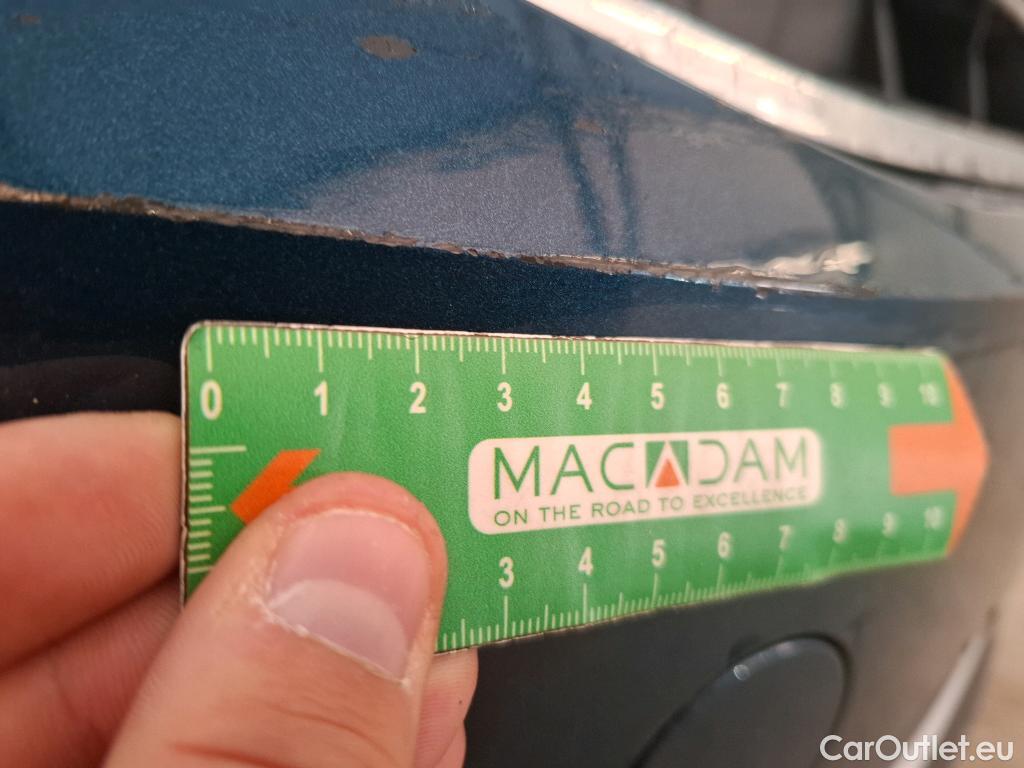 0 1 2 3 4 5 6 7 8 9 10
MACADAM
ON THE ROAD TO EXCELLENCE
3 4 5 6 7 8 9 10
CarOutlet.eu